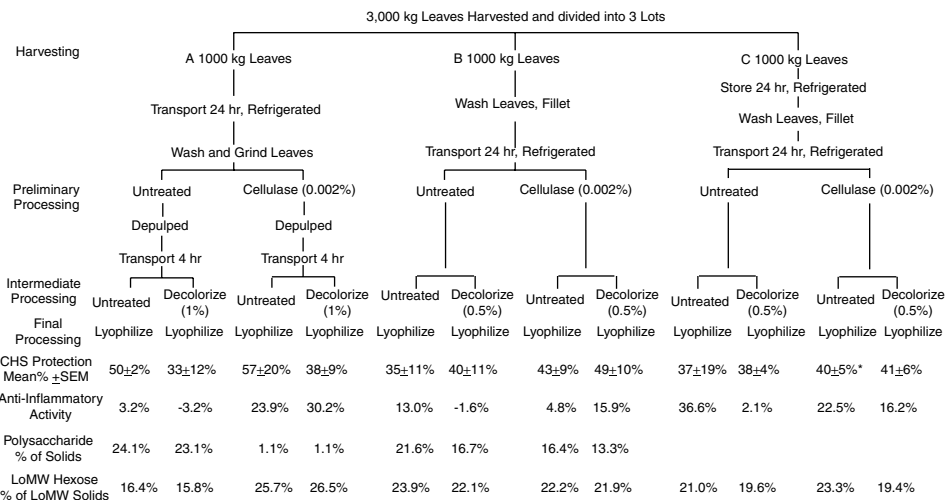 3,000 kg Leaves Harvested and divided into 3 Lots
Harvesting
A 1000 kg Leaves B 1000 kg Leaves C 1000 kg Leaves
Store 24 hr, Refrigerated
Transport 24 hr, Refrigerated Wash Leaves, Fillet Wash Leaves, Fillet
Wash and Grind Leaves Transport 24 hr, Refrigerated Transport 24 hr, Refrigerated
Preliminary
Processing
Untreated Cellulase (0.002%) Untreated Cellulase (0.002%) Untreated Cellulase (0.002%)
Depulped Depulped
Transport 4 hr Transport 4 hr
Intermediate
Processing
Untreated Decolorize Untreated Decolorize Untreated Decolorize Untreated Decolorize Untreated Decolorize Untreated Decolorize
(1%) (1%) (0.5%) (0.5%) (0.5%) (0.5%)
Final
Processing
Lyophilize Lyophilize Lyophilize Lyophilize Lyophilize Lyophilize Lyophilize Lyophilize Lyophilize Lyophilize Lyophilize Lyophilize
CHS Protection
Mean% ±SEM
50±2% 33±12% 57±20% 38±9% 35±11% 40±11% 43±9% 49±10% 37±19% 38±4% 40±5%* 41±6%
Anti-Inflammatory
Activity
3.2% -3.2% 23.9% 30.2% 13.0% -1.6% 4.8% 15.9% 36.6% 2.1% 22.5% 16.2%
Polysaccharide
% of Solids
24.1% 23.1% 1.1% 1.1% 21.6% 16.7% 16.4% 13.3%
LoMW Hexose
% of LoMW Solids
16.4% 15.8% 25.7% 26.5% 23.9% 22.1% 22.2% 21.9% 21.0% 19.6% 23.3% 19.4%